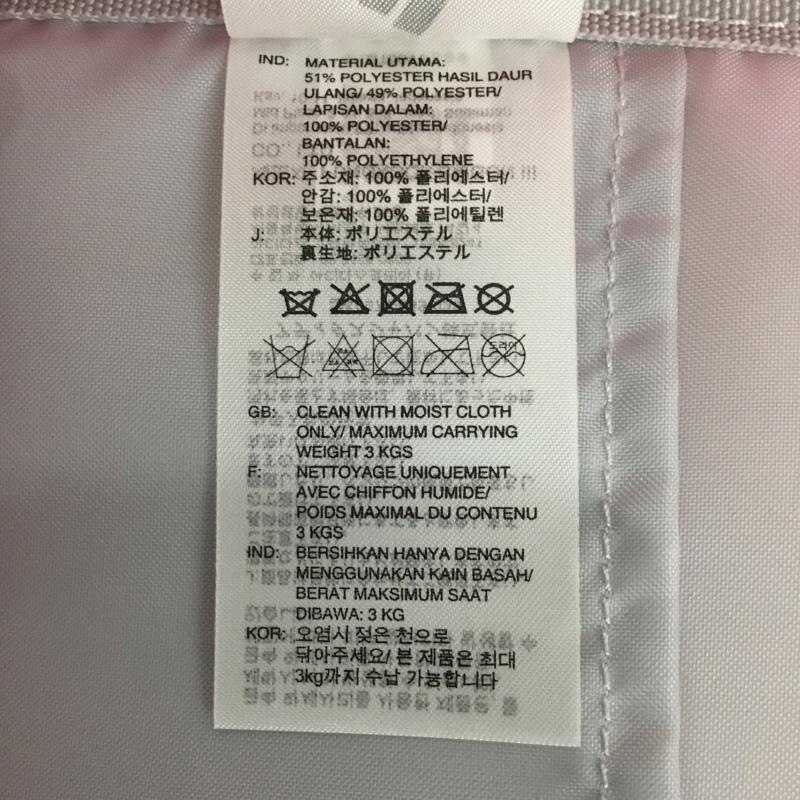 IND: MATERIAL UTAMA:
51% POLYESTER HASIL DAUR
ULANG/ 49% POLYESTER/
LAPISAN DALAM:
100% POLYESTER/
BANTALAN:
100% POLYETHYLENE
KOR: 주소재: 100% 폴리에스터/
안감: 100% 폴리에스터/
보온재: 100% 폴리에틸렌
J: 本体: ポリエステル
裏生地: ポリエステル
드라이
GB: CLEAN WITH MOIST CLOTH
ONLY/ MAXIMUM CARRYING
WEIGHT 3 KGS
F: NETTOYAGE UNIQUEMENT
AVEC CHIFFON HUMIDE/
POIDS MAXIMAL DU CONTENU
3 KGS
IND: BERSIHKAN HANYA DENGAN
MENGGUNAKAN KAIN BASAH/
BERAT MAKSIMUM SAAT
DIBAWA: 3 KG
KOR: 오염시 젖은 천으로
닦아주세요/ 본 제품은 최대
3kg까지 수납 가능합니다